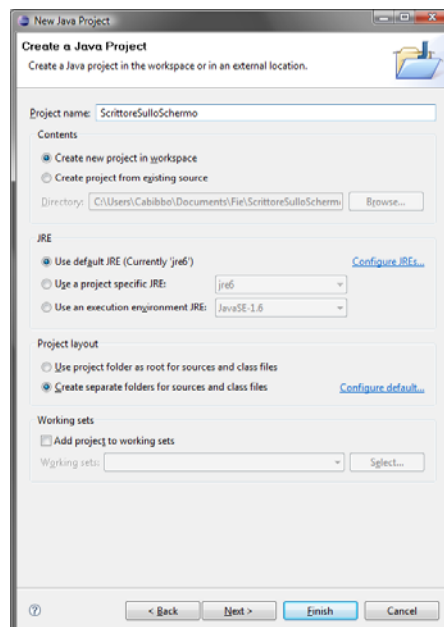 New Java Project
Create a Java Project
Create a Java project in the workspace or in an external location.
Project name: ScrittoreSulloSchermo
Contents
Create new project in workspace
Create project from existing source
Directory: C:\Users\Cabibbo\Documents\Fie\ScrittoreSulloSchermo Browse...
JRE
Use default JRE (Currently 'jre6') Configure JREs...
Use a project specific JRE: jre6
Use an execution environment JRE: JavaSE-1.6
Project layout
Use project folder as root for sources and class files
Create separate folders for sources and class files Configure default...
Working sets
Add project to working sets
Working sets: Select...
< Back Next > Finish Cancel